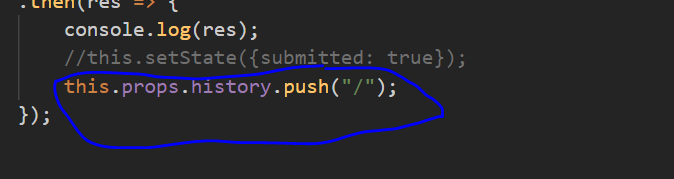 .then(res => {
console.log(res);
//this.setState({submitted: true});
this.props.history.push("/");
});